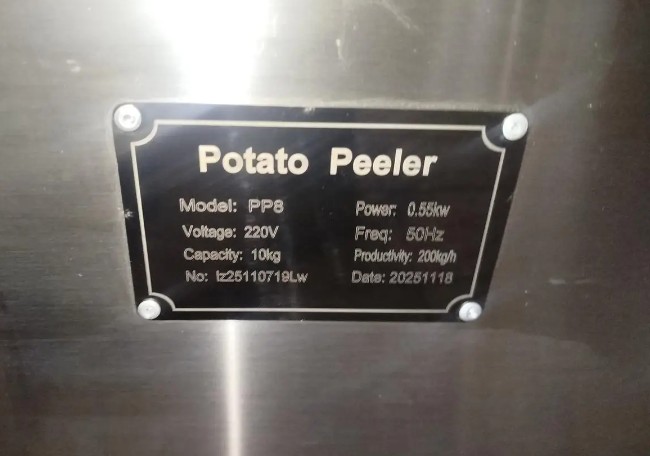 Potato Peeler
Model: PP8 Power: 0.55kw
Voltage: 220V Freq: 50Hz
Capacity: 10kg Productivity: 200kg/h
No: lz25110719Lw Date: 20251118